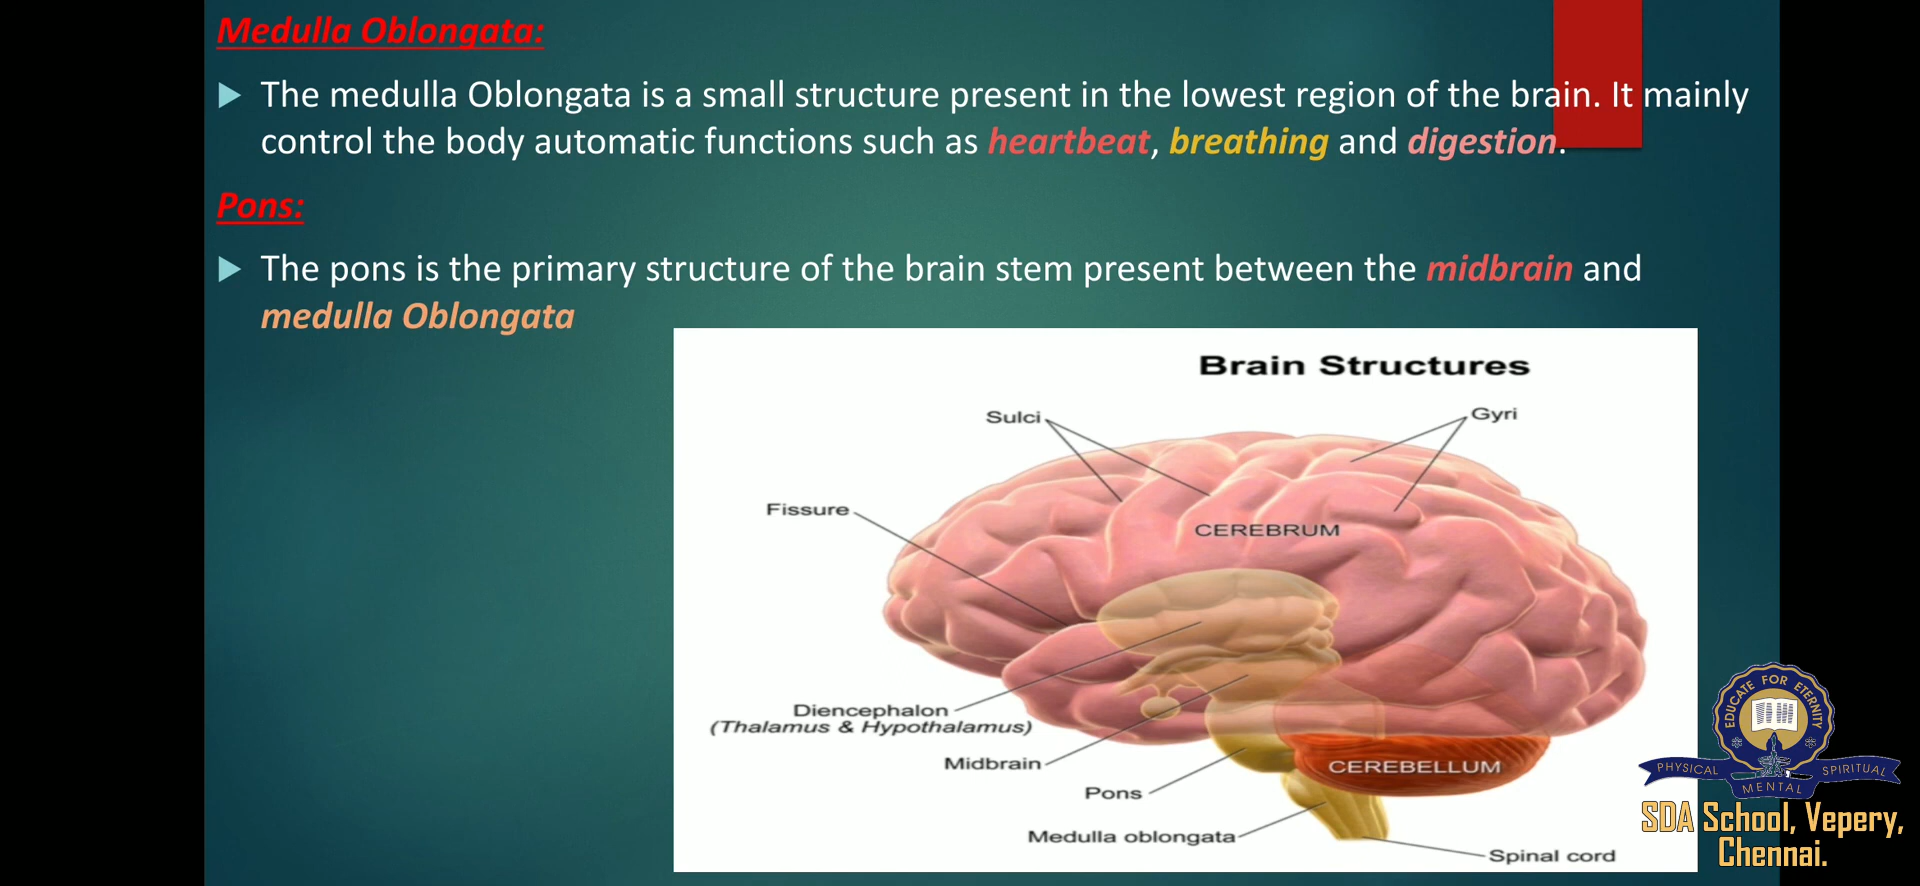 Medulla Oblongata:
The medulla Oblongata is a small structure present in the lowest region of the brain. It mainly
control the body automatic functions such as heartbeat, breathing and digestion.
Pons:
The pons is the primary structure of the brain stem present between the midbrain and
medulla Oblongata
Brain Structures
Sulci
Gyri
Fissure
CEREBRUM
Diencephalon
(Thalamus & Hypothalamus)
Midbrain
CEREBELLUM
Pons
Medulla oblongata
Spinal cord
EDUCATE FOR ETERNITY
PHYSICAL
MENTAL
SPIRITUAL
SDA School, Vepery,
Chennai.